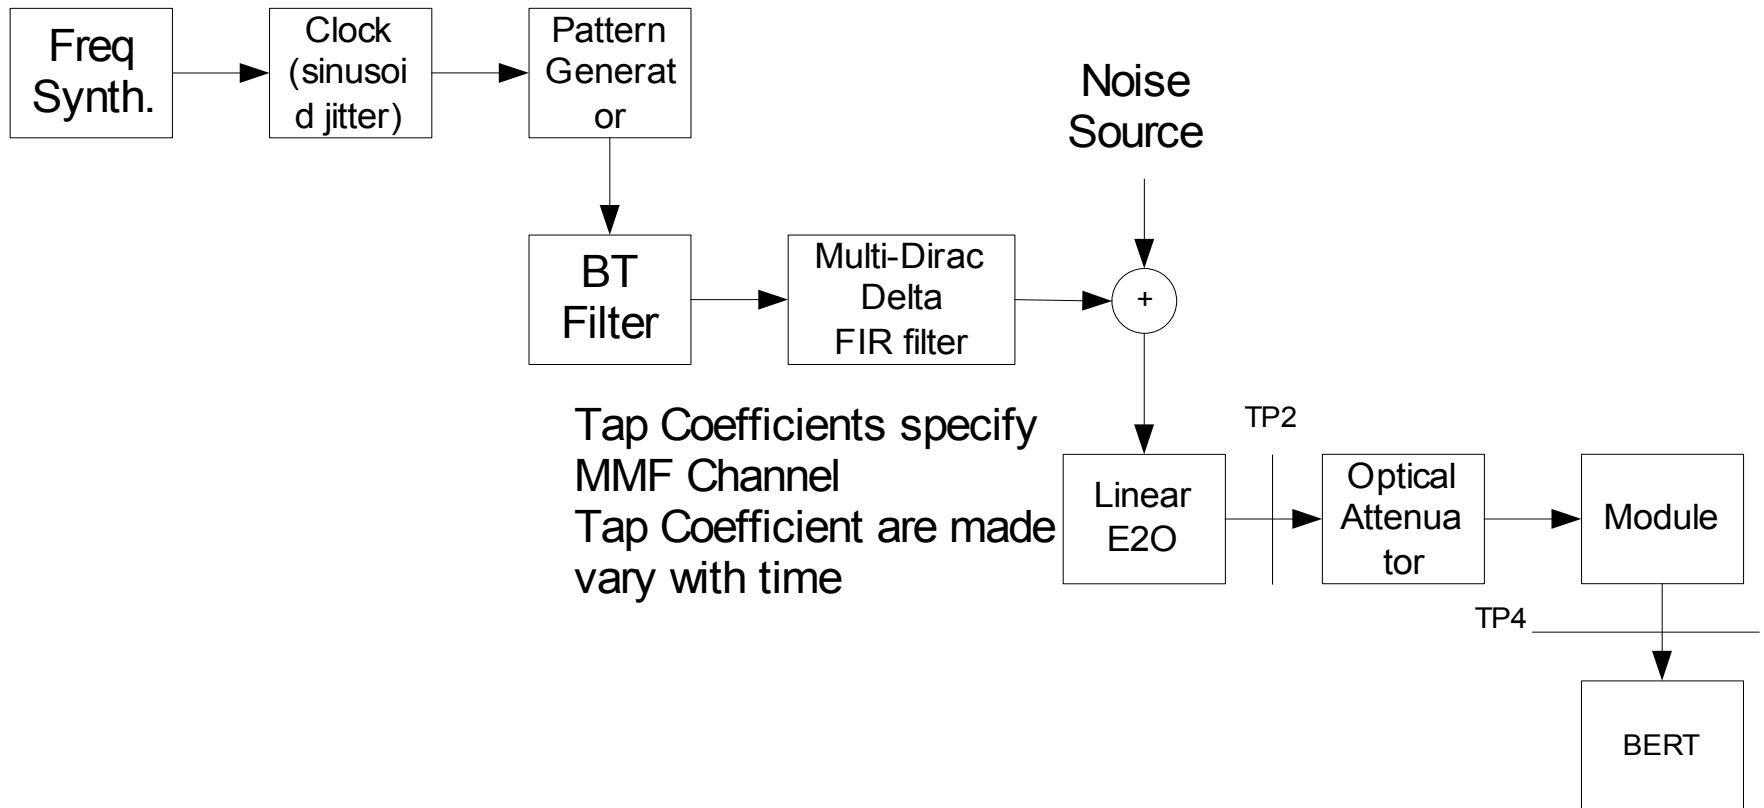 Freq
Synth.
Clock
(sinusoi
d jitter)
Pattern
Generat
or
Noise
Source
BT
Filter
Multi-Dirac
Delta
FIR filter
+
Tap Coefficients specify
MMF Channel
Tap Coefficient are made
vary with time
Linear
E2O
TP2
Optical
Attenua
tor
Module
TP4
BERT